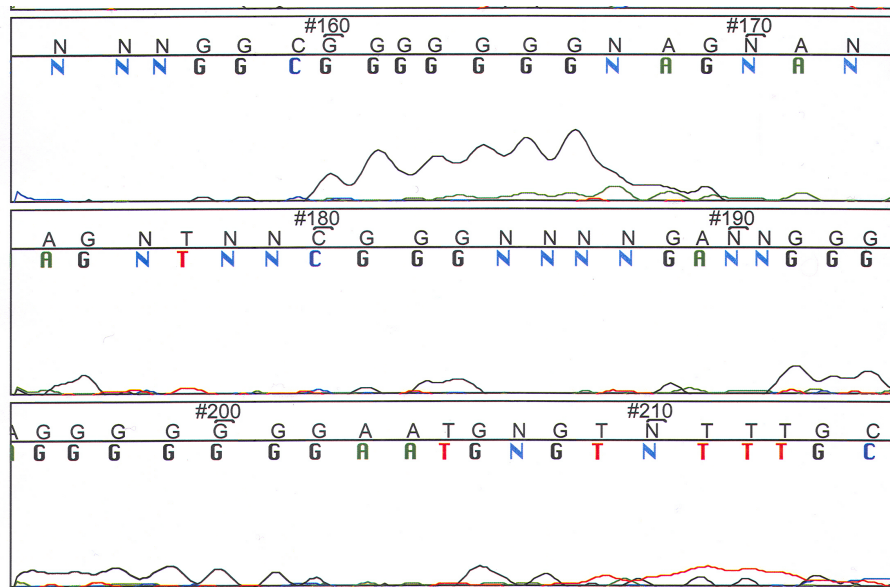 #160 #170
N N N G G C G G G G G G G N A G N A N
N N N G G C G G G G G G G N A G N A N
#180 #190
A G N T N N C G G G N N N N G A N N G G G
A G N T N N C G G G N N N N G A N N G G G
#200 #210
A G G G G G G G A A T G N G T N T T T G C
G G G G G G G A A T G N G T N T T T G C